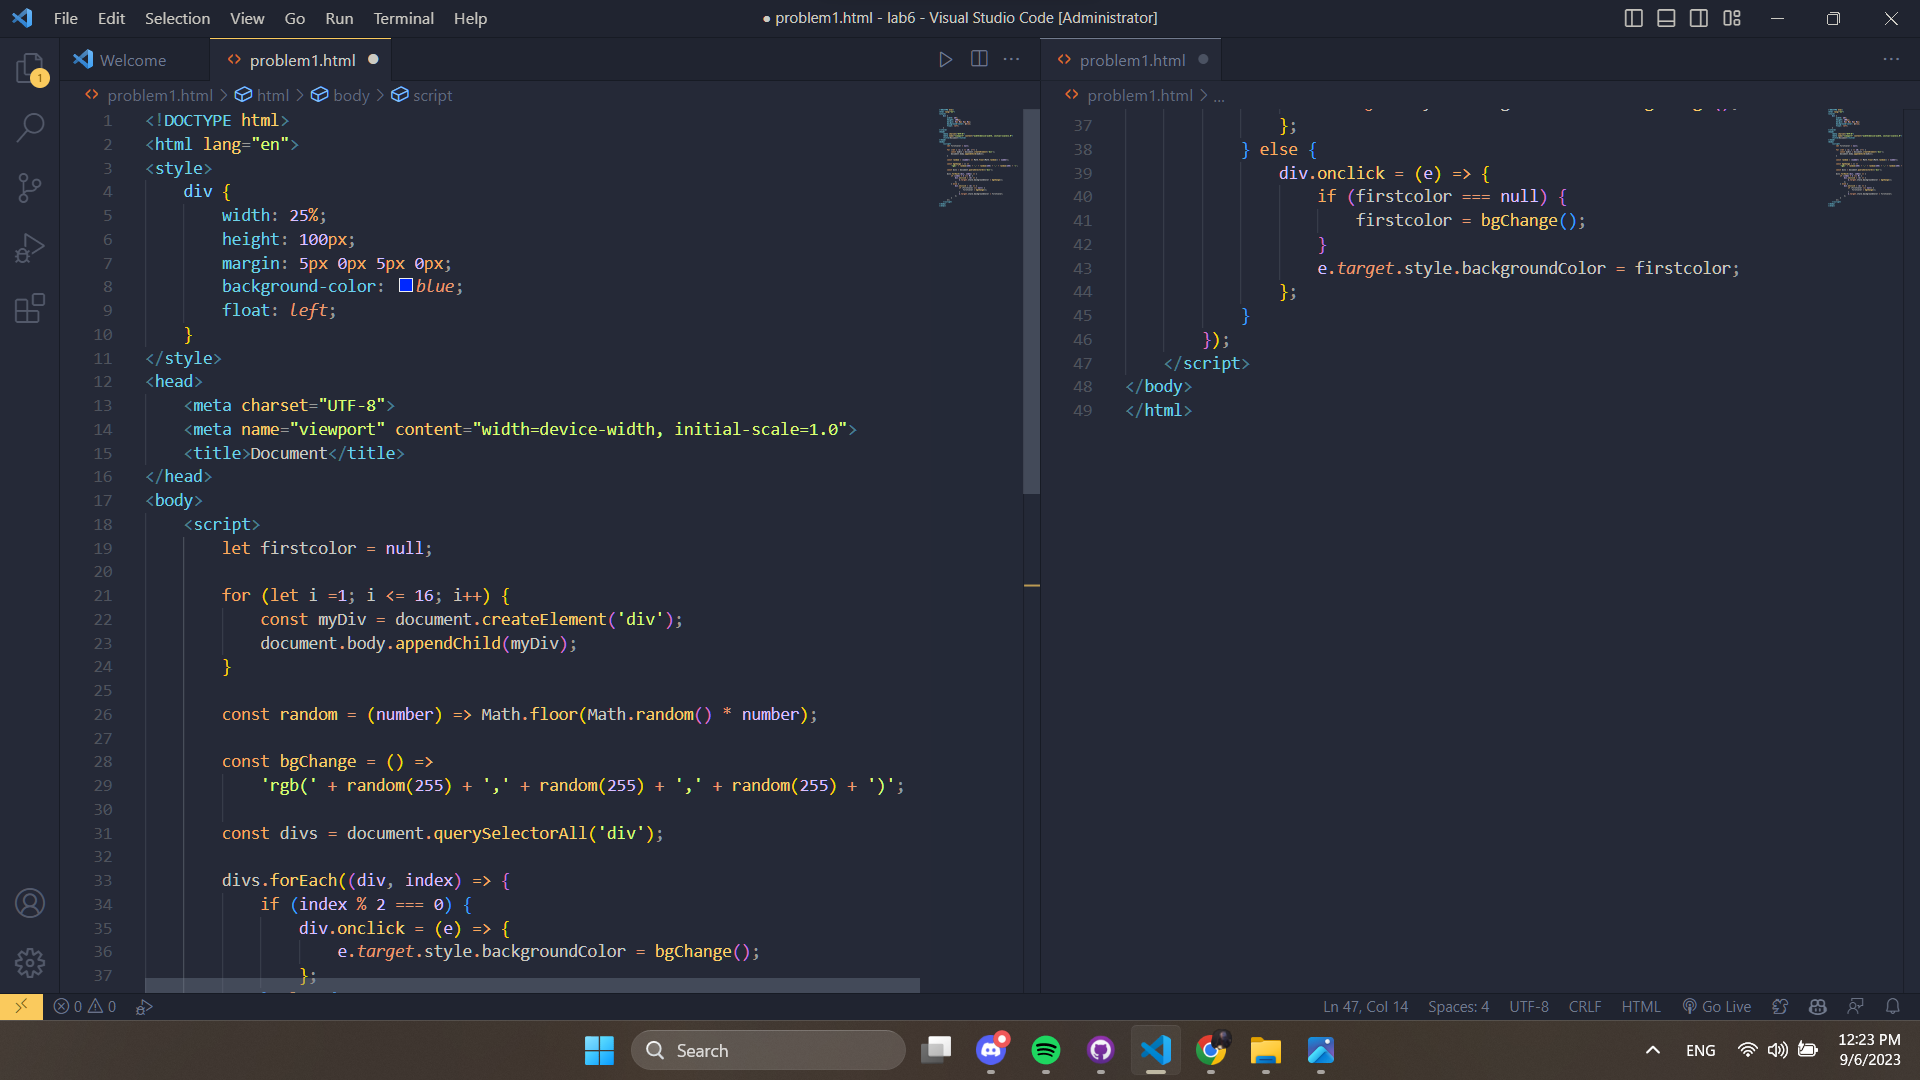 File Edit Selection View Go Run Terminal Help
● problem1.html - lab6 - Visual Studio Code [Administrator]
1
Welcome
problem1.html
problem1.html > html > body > script
1 <!DOCTYPE html>
2 <html lang="en">
3 <style>
4 div {
5 width: 25%;
6 height: 100px;
7 margin: 5px 0px 5px 0px;
8 background-color: blue;
9 float: left;
10 }
11 </style>
12 <head>
13 <meta charset="UTF-8">
14 <meta name="viewport" content="width=device-width, initial-scale=1.0">
15 <title>Document</title>
16 </head>
17 <body>
18 <script>
19 let firstcolor = null;
20
21 for (let i =1; i <= 16; i++) {
22 const myDiv = document.createElement('div');
23 document.body.appendChild(myDiv);
24 }
25
26 const random = (number) => Math.floor(Math.random() * number);
27
28 const bgChange = () =>
29 'rgb(' + random(255) + ',' + random(255) + ',' + random(255) + ')';
30
31 const divs = document.querySelectorAll('div');
32
33 divs.forEach((div, index) => {
34 if (index % 2 === 0) {
35 div.onclick = (e) => {
36 e.target.style.backgroundColor = bgChange();
37 };
problem1.html
problem1.html > ...
37 };
38 } else {
39 div.onclick = (e) => {
40 if (firstcolor === null) {
41 firstcolor = bgChange();
42 }
43 e.target.style.backgroundColor = firstcolor;
44 };
45 }
46 });
47 </script>
48 </body>
49 </html>
0 0
Ln 47, Col 14 Spaces: 4 UTF-8 CRLF HTML Go Live
Search
ENG
12:23 PM
9/6/2023